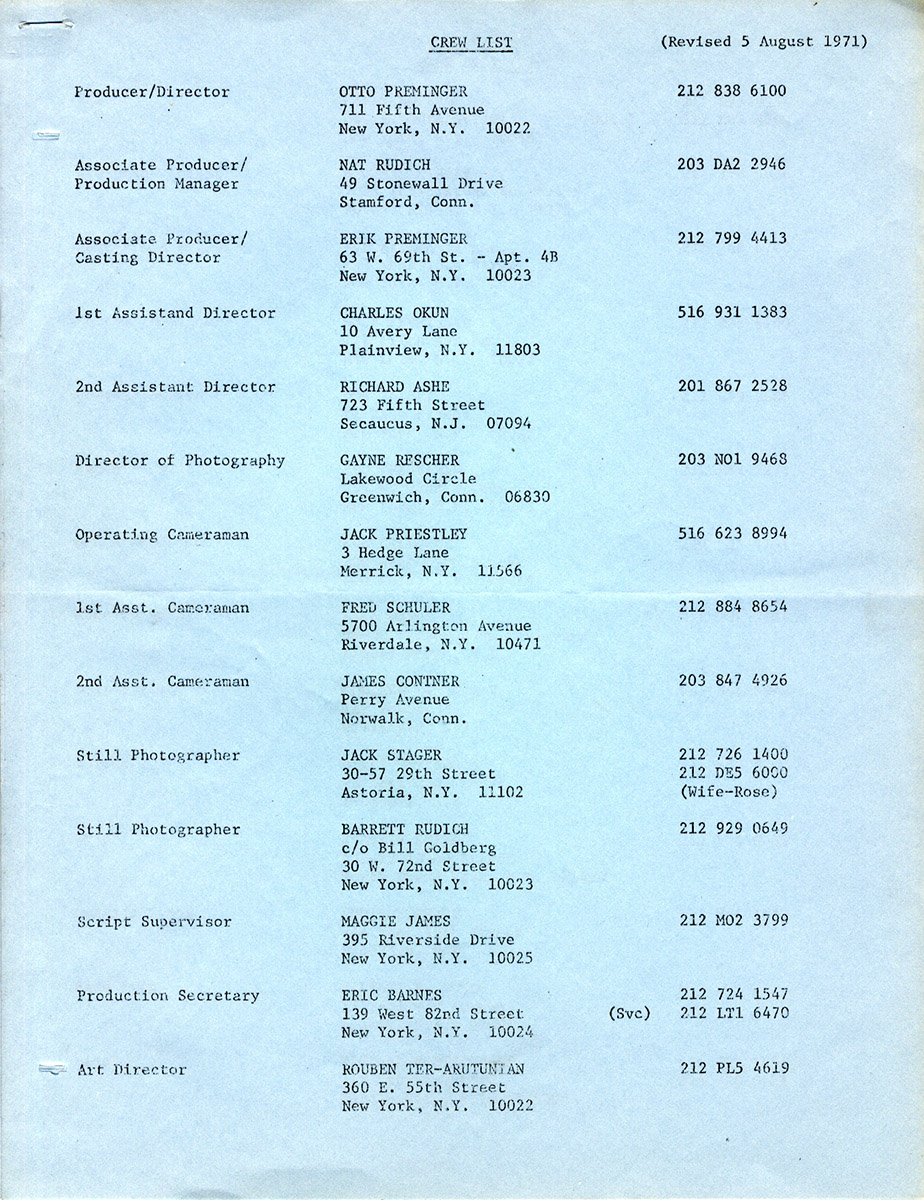 CREW LIST (Revised 5 August 1971)
Producer/Director OTTO PREMINGER 212 838 6100
711 Fifth Avenue
New York, N.Y. 10022
Associate Producer/ NAT RUDICH 203 DA2 2946
Production Manager 49 Stonewall Drive
Stamford, Conn.
Associate Producer/ ERIK PREMINGER 212 799 4413
Casting Director 63 W. 69th St. - Apt. 4B
New York, N.Y. 10023
1st Assistand Director CHARLES OKUN 516 931 1383
10 Avery Lane
Plainview, N.Y. 11803
2nd Assistant Director RICHARD ASHE 201 867 2528
723 Fifth Street
Secaucus, N.J. 07094
Director of Photography GAYNE RESCHER 203 NO1 9468
Lakewood Circle
Greenwich, Conn. 06830
Operating Cameraman JACK PRIESTLEY 516 623 8994
3 Hedge Lane
Merrick, N.Y. 11566
1st Asst. Cameraman FRED SCHULER 212 884 8654
5700 Arlington Avenue
Riverdale, N.Y. 10471
2nd Asst. Cameraman JAMES CONTNER 203 847 4926
Perry Avenue
Norwalk, Conn.
Still Photographer JACK STAGER 212 726 1400
30-57 29th Street 212 DE5 6000
Astoria, N.Y. 11102 (Wife-Rose)
Still Photographer BARRETT RUDICH 212 929 0649
c/o Bill Goldberg
30 W. 72nd Street
New York, N.Y. 10023
Script Supervisor MAGGIE JAMES 212 MO2 3799
395 Riverside Drive
New York, N.Y. 10025
Production Secretary ERIC BARNES 212 724 1547
139 West 82nd Street (Svc) 212 LT1 6470
New York, N.Y. 10024
Art Director ROUBEN TER-ARUTUNIAN 212 PL5 4619
360 E. 55th Street
New York, N.Y. 10022